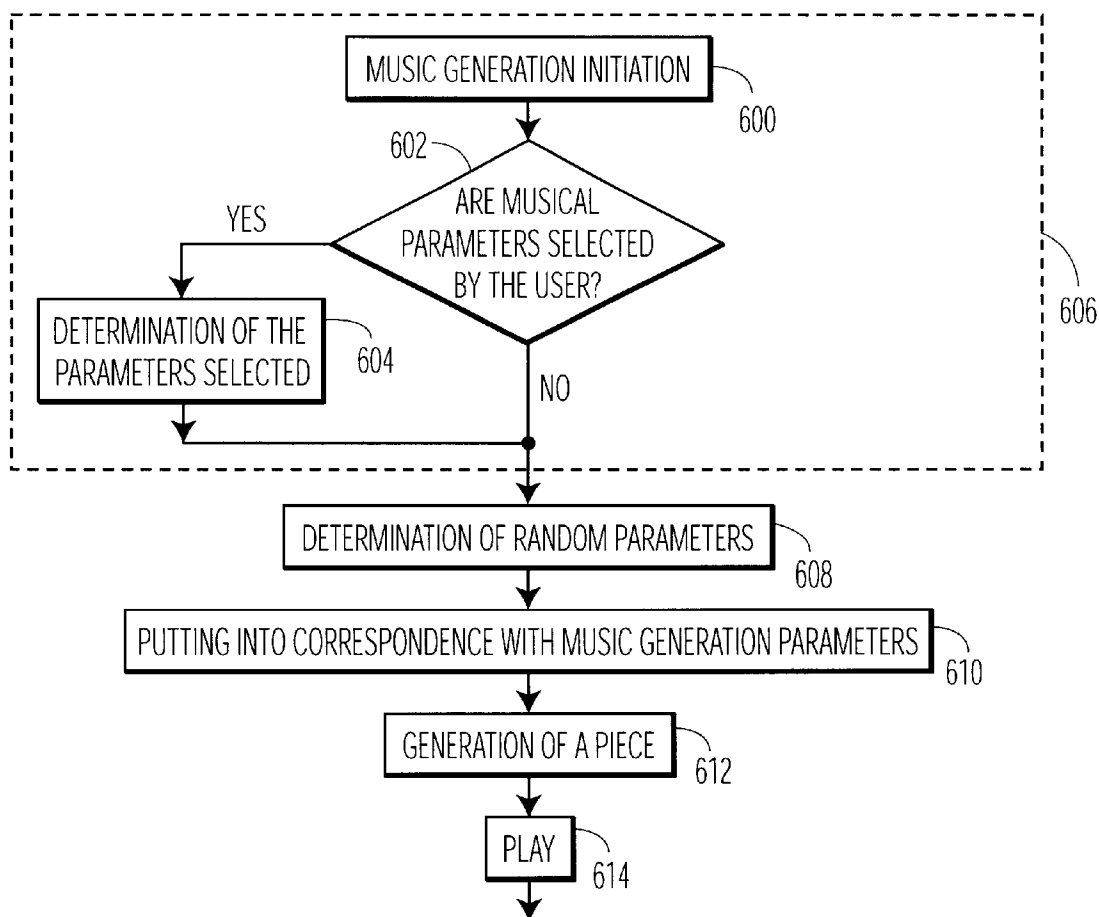 MUSIC GENERATION INITIATION
600
602
ARE MUSICAL
PARAMETERS SELECTED
BY THE USER?
YES
606
DETERMINATION OF THE
PARAMETERS SELECTED
604
NO
DETERMINATION OF RANDOM PARAMETERS
608
PUTTING INTO CORRESPONDENCE WITH MUSIC GENERATION PARAMETERS
610
GENERATION OF A PIECE
612
PLAY
614